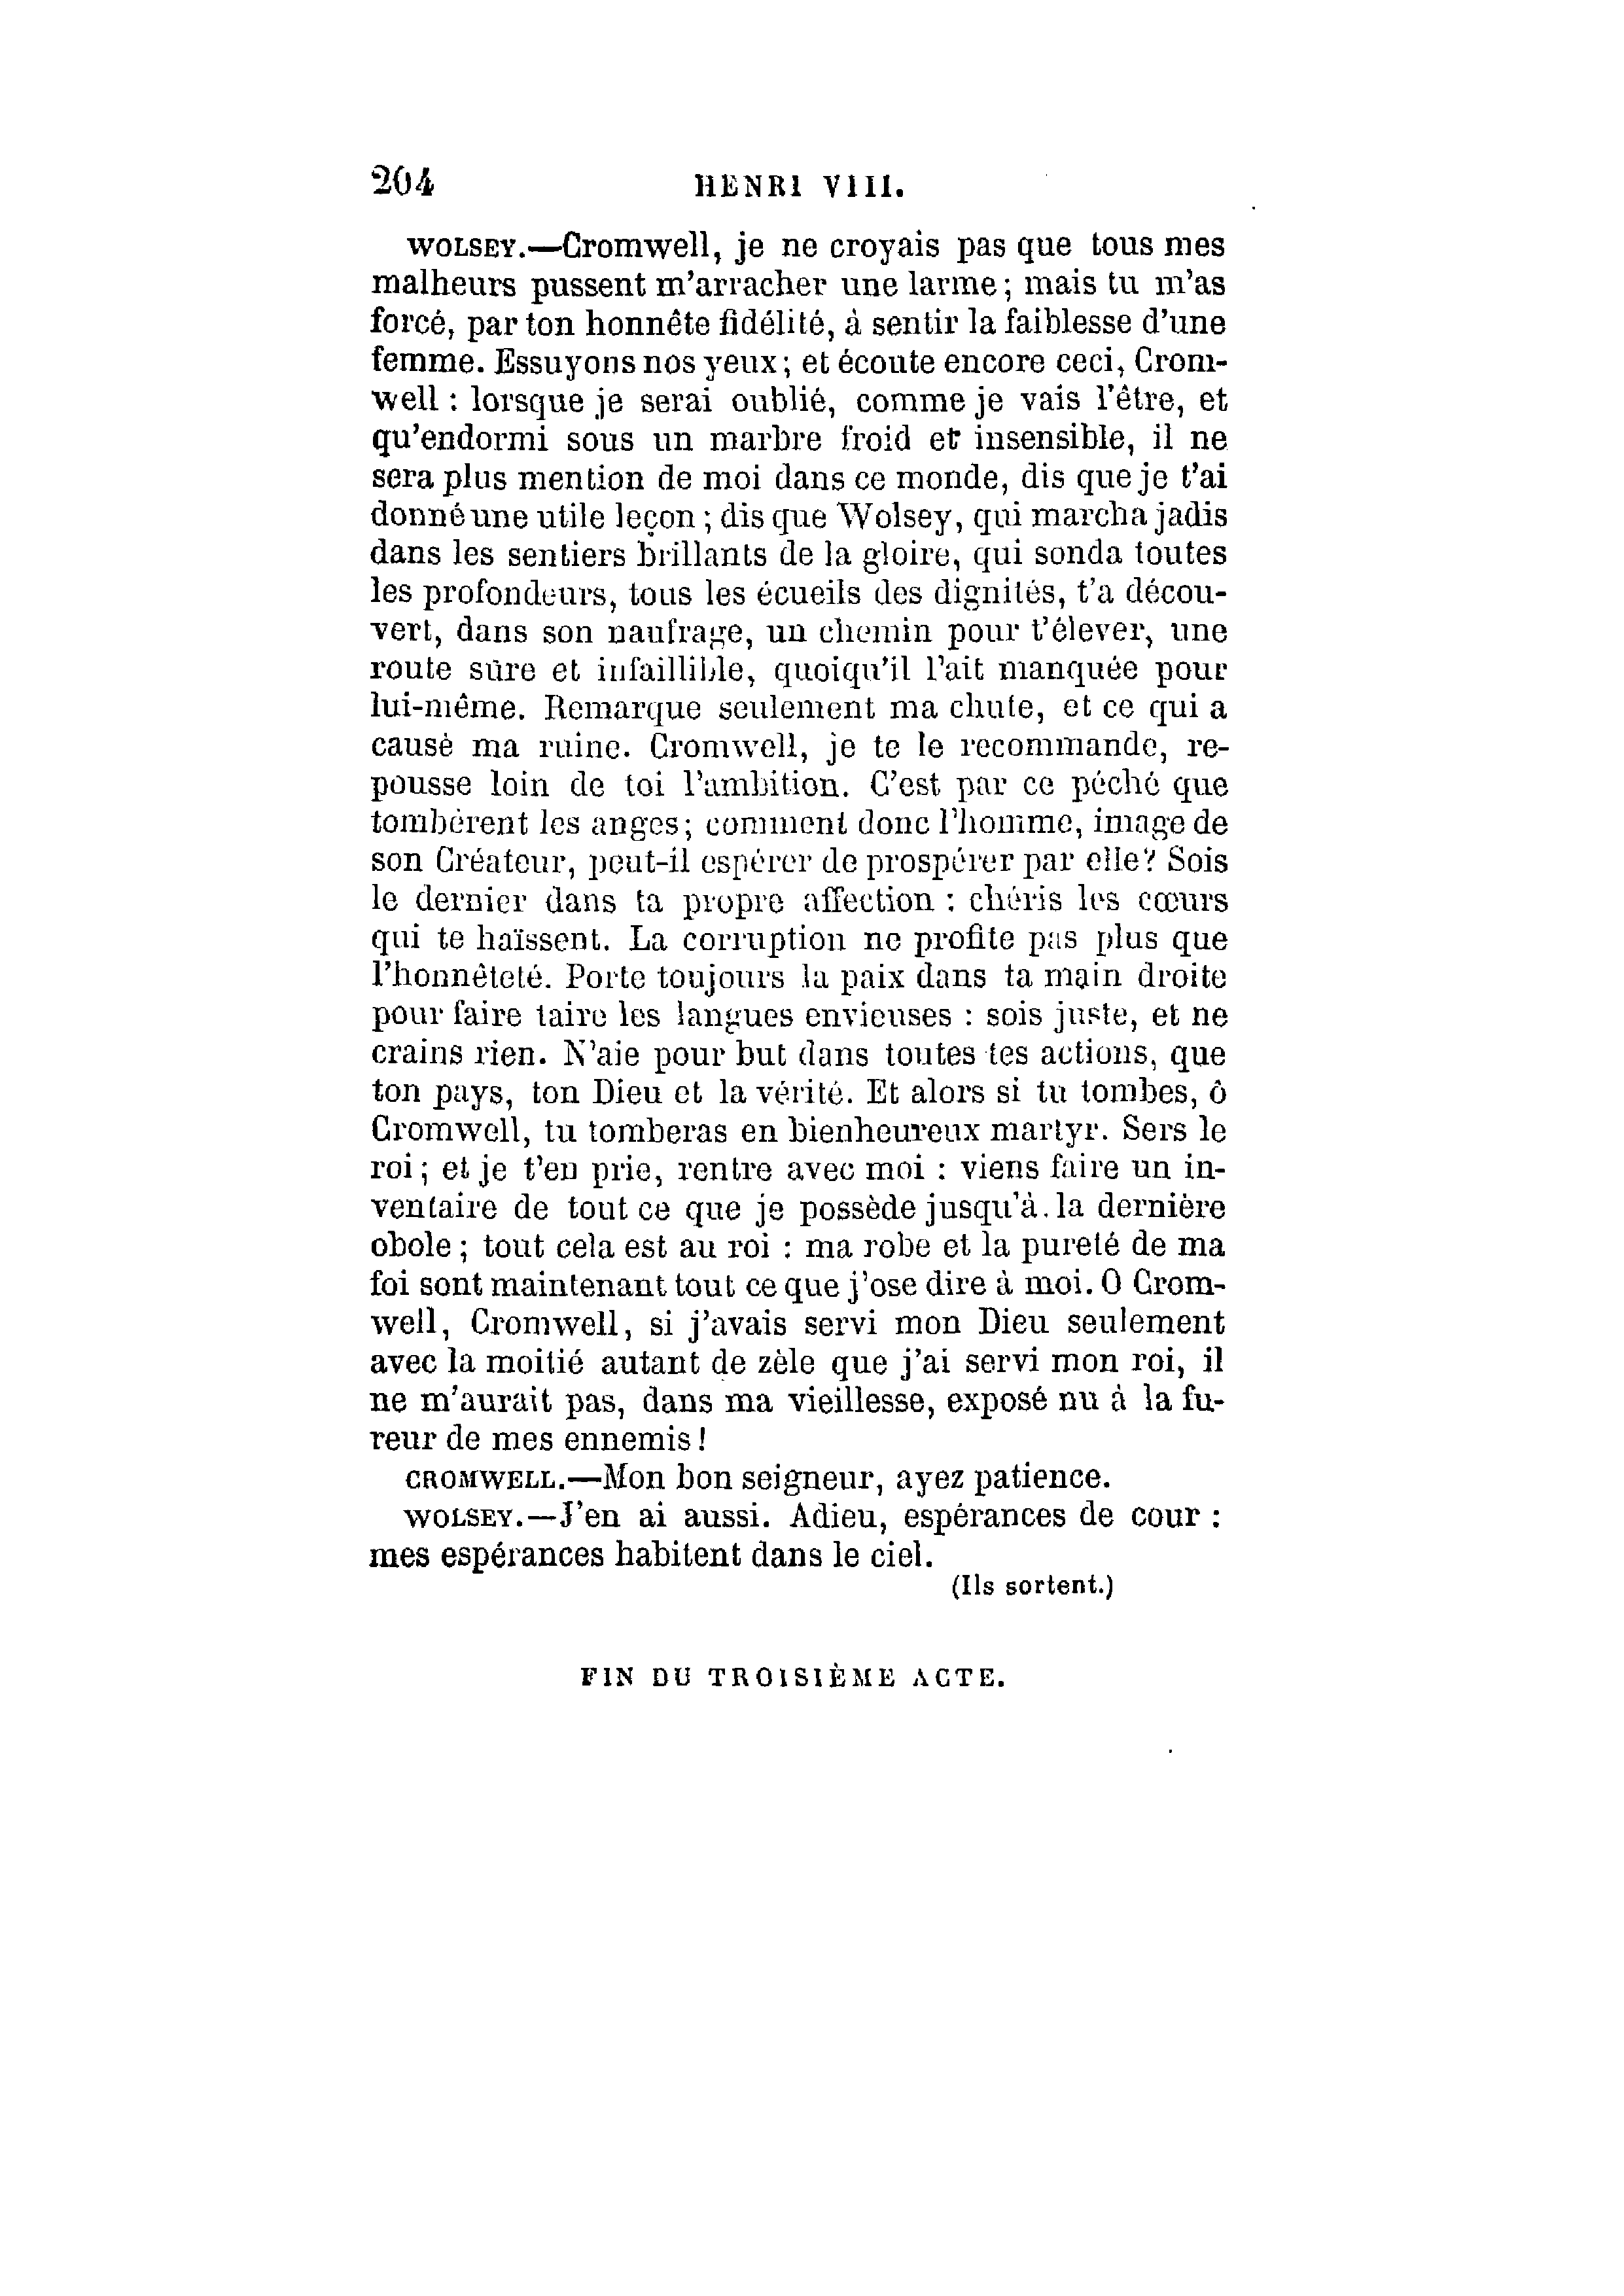 204 HENRI VIII.
WOLSEY.—Cromwell, je ne croyais pas que tous mes
malheurs pussent m'arracher une larme ; mais tu m'as
forcé, par ton honnête fidélité, à sentir la faiblesse d'une
femme. Essuyons nos yeux ; et écoute encore ceci, Crom-
well : lorsque je serai oublié, comme je vais l'être, et
qu'endormi sous un marbre froid et insensible, il ne
sera plus mention de moi dans ce monde, dis que je t'ai
donné une utile leçon ; dis que Wolsey, qui marcha jadis
dans les sentiers brillants de la gloire, qui sonda toutes
les profondeurs, tous les écueils des dignités, t'a décou-
vert, dans son naufrage, un chemin pour t'élever, une
route sûre et infaillible, quoiqu'il l'ait manquée pour
lui-même. Remarque seulement ma chute, et ce qui a
causé ma ruine. Cromwell, je te le recommande, re-
pousse loin de toi l'ambition. C'est par ce péché que
tombèrent les anges ; comment donc l'homme, image de
son Créateur, peut-il espérer de prospérer par elle? Sois
le dernier dans ta propre affection : chéris les cœurs
qui te haïssent. La corruption ne profite pas plus que
l'honnêteté. Porte toujours la paix dans ta main droite
pour faire taire les langues envieuses : sois juste, et ne
crains rien. N'aie pour but dans toutes tes actions, que
ton pays, ton Dieu et la vérité. Et alors si tu tombes, ô
Cromwell, tu tomberas en bienheureux martyr. Sers le
roi ; et je t'en prie, rentre avec moi : viens faire un in-
ventaire de tout ce que je possède jusqu'à la dernière
obole ; tout cela est au roi : ma robe et la pureté de ma
foi sont maintenant tout ce que j'ose dire à moi. O Crom-
well, Cromwell, si j'avais servi mon Dieu seulement
avec la moitié autant de zèle que j'ai servi mon roi, il
ne m'aurait pas, dans ma vieillesse, exposé nu à la fu-
reur de mes ennemis !
CROMWELL.—Mon bon seigneur, ayez patience.
WOLSEY.—J'en ai aussi. Adieu, espérances de cour :
mes espérances habitent dans le ciel.
(Ils sortent.)
FIN DU TROISIÈME ACTE.